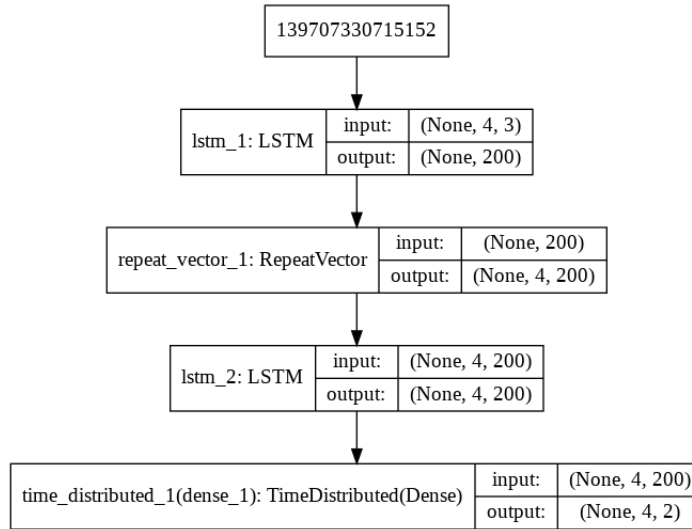 139707330715152
lstm_1: LSTM
input:
(None, 4, 3)
output:
(None, 200)
repeat_vector_1: RepeatVector
input:
(None, 200)
output:
(None, 4, 200)
lstm_2: LSTM
input:
(None, 4, 200)
output:
(None, 4, 200)
time_distributed_1(dense_1): TimeDistributed(Dense)
input:
(None, 4, 200)
output:
(None, 4, 2)